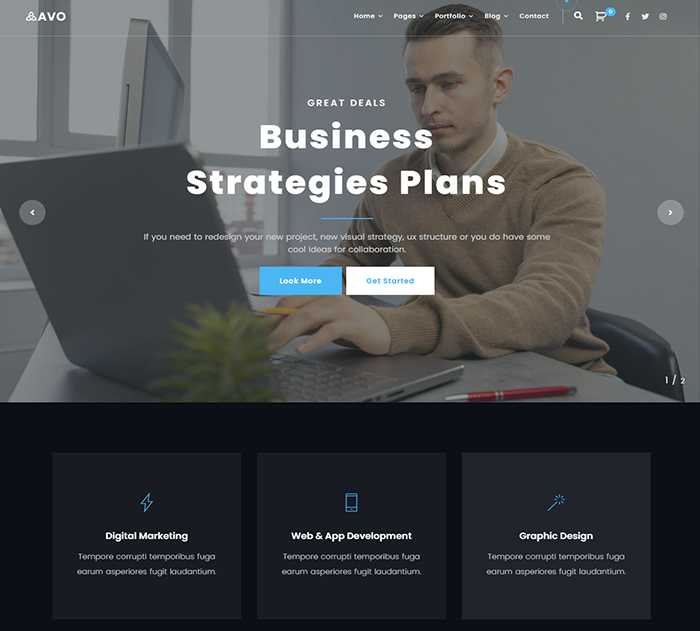 AVO
Home Pages Portfolio Blog Contact 0
GREAT DEALS
Business
Strategies Plans
If you need to redesign your new project, new visual strategy, ux structure or you do have some
cool ideas for collaboration.
Look More Get Started
1 / 2
Digital Marketing Web & App Development Graphic Design
Tempore corrupti temporibus fuga Tempore corrupti temporibus fuga Tempore corrupti temporibus fuga
earum asperiores fugit laudantium. earum asperiores fugit laudantium. earum asperiores fugit laudantium.